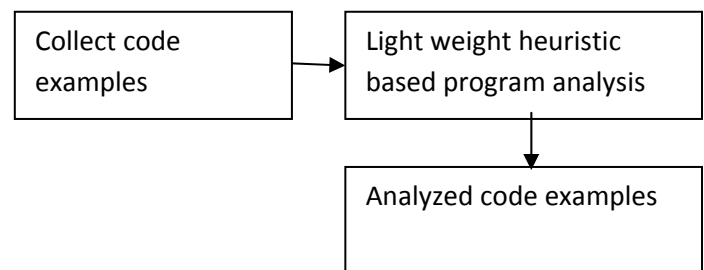 Collect code
examples
Light weight heuristic
based program analysis
Analyzed code examples